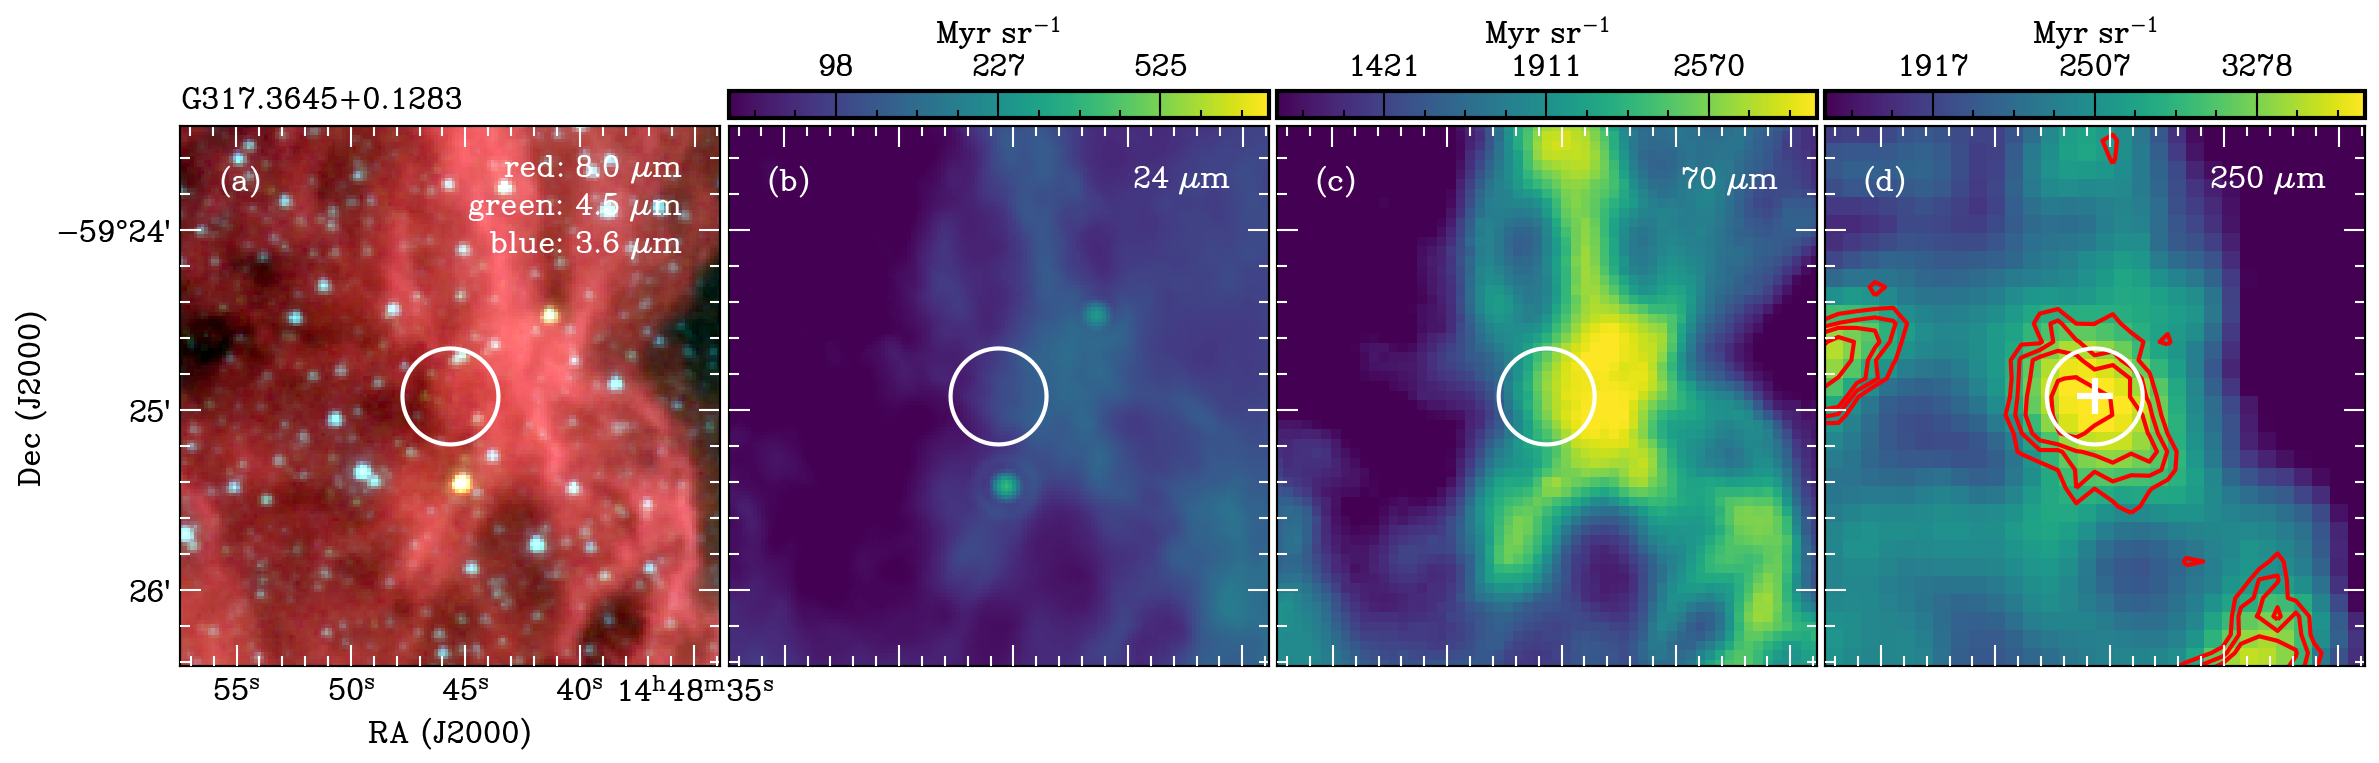 Myr sr⁻¹ Myr sr⁻¹ Myr sr⁻¹
98 227 525 1421 1911 2570 1917 2507 3278
G317.3645+0.1283
(a) red: 8.0 μm
green: 4.5 μm
blue: 3.6 μm
(b) 24 μm
(c) 70 μm
(d) 250 μm
−59°24'
25'
26'
Dec (J2000)
55ˢ 50ˢ 45ˢ 40ˢ 14ʰ48ᵐ35ˢ
RA (J2000)